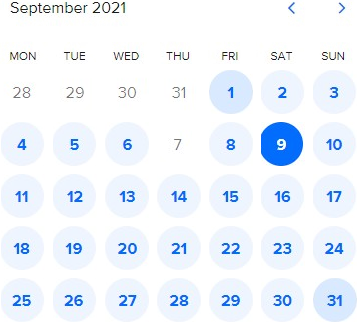 September 2021
MON TUE WED THU FRI SAT SUN
28 29 30 31 1 2 3
4 5 6 7 8 9 10
11 12 13 14 15 16 17
18 19 20 21 22 23 24
25 26 27 28 29 30 31